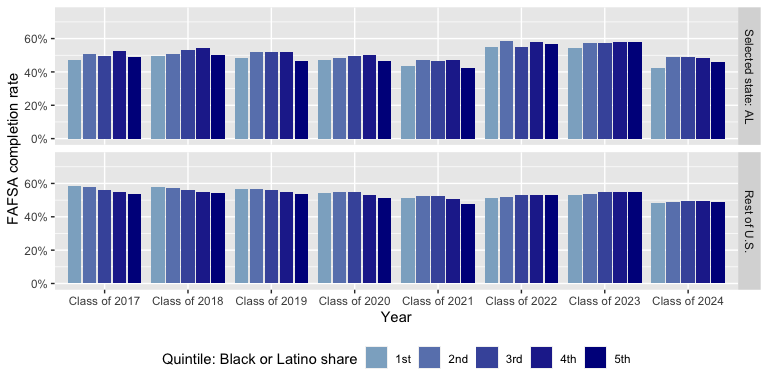 FAFSA completion rate
60%
40%
20%
0%
Selected state: AL
60%
40%
20%
0%
Rest of U.S.
Class of 2017 Class of 2018 Class of 2019 Class of 2020 Class of 2021 Class of 2022 Class of 2023 Class of 2024
Year
Quintile: Black or Latino share 1st 2nd 3rd 4th 5th